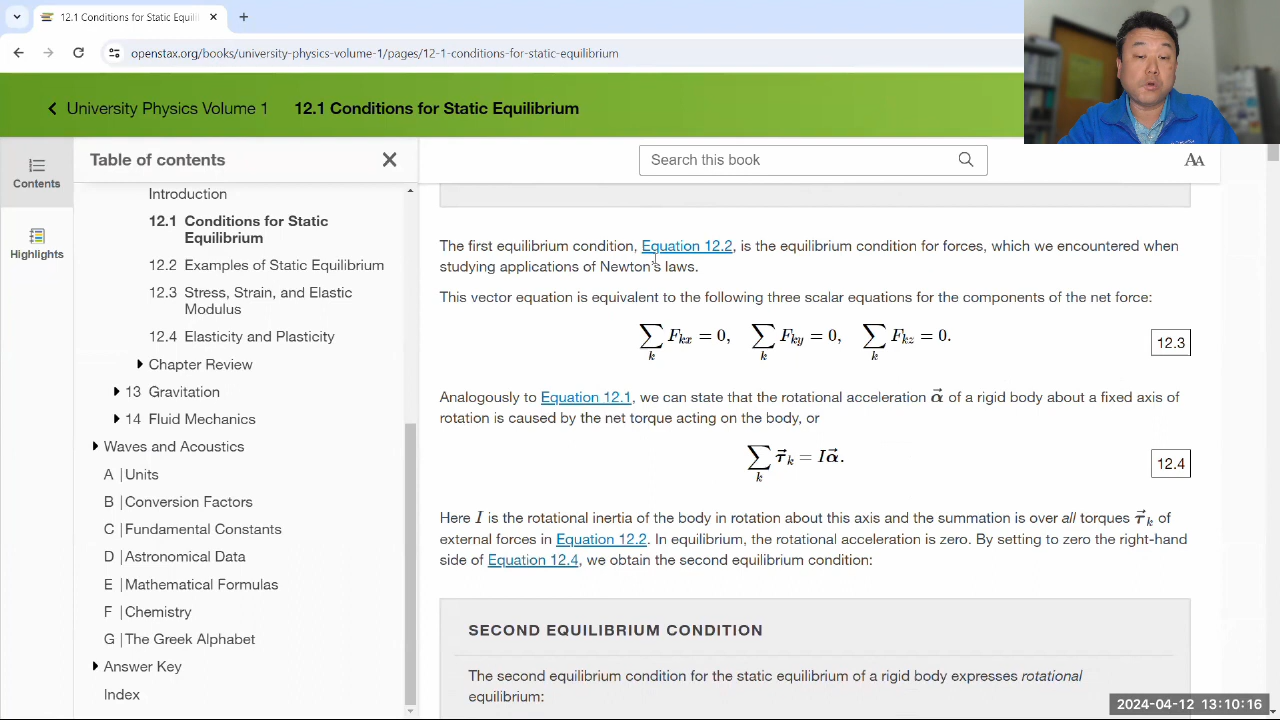 12.1 Conditions for Static Equili
openstax.org/books/university-physics-volume-1/pages/12-1-conditions-for-static-equilibrium
University Physics Volume 1
12.1 Conditions for Static Equilibrium
Contents
Highlights
Table of contents
Introduction
12.1 Conditions for Static
Equilibrium
12.2 Examples of Static Equilibrium
12.3 Stress, Strain, and Elastic
Modulus
12.4 Elasticity and Plasticity
Chapter Review
13 Gravitation
14 Fluid Mechanics
Waves and Acoustics
A | Units
B | Conversion Factors
C | Fundamental Constants
D | Astronomical Data
E | Mathematical Formulas
F | Chemistry
G | The Greek Alphabet
Answer Key
Index
Search this book
AA
The first equilibrium condition, Equation 12.2, is the equilibrium condition for forces, which we encountered when
studying applications of Newton's laws.
This vector equation is equivalent to the following three scalar equations for the components of the net force:
∑ₖ Fₖₓ = 0, ∑ₖ Fₖy = 0, ∑ₖ Fₖz = 0.
12.3
Analogously to Equation 12.1, we can state that the rotational acceleration α⃗ of a rigid body about a fixed axis of
rotation is caused by the net torque acting on the body, or
∑ₖ τ⃗ₖ = Iα⃗.
12.4
Here I is the rotational inertia of the body in rotation about this axis and the summation is over all torques τ⃗ₖ of
external forces in Equation 12.2. In equilibrium, the rotational acceleration is zero. By setting to zero the right-hand
side of Equation 12.4, we obtain the second equilibrium condition:
SECOND EQUILIBRIUM CONDITION
The second equilibrium condition for the static equilibrium of a rigid body expresses rotational
equilibrium:
2024-04-12 13:10:16